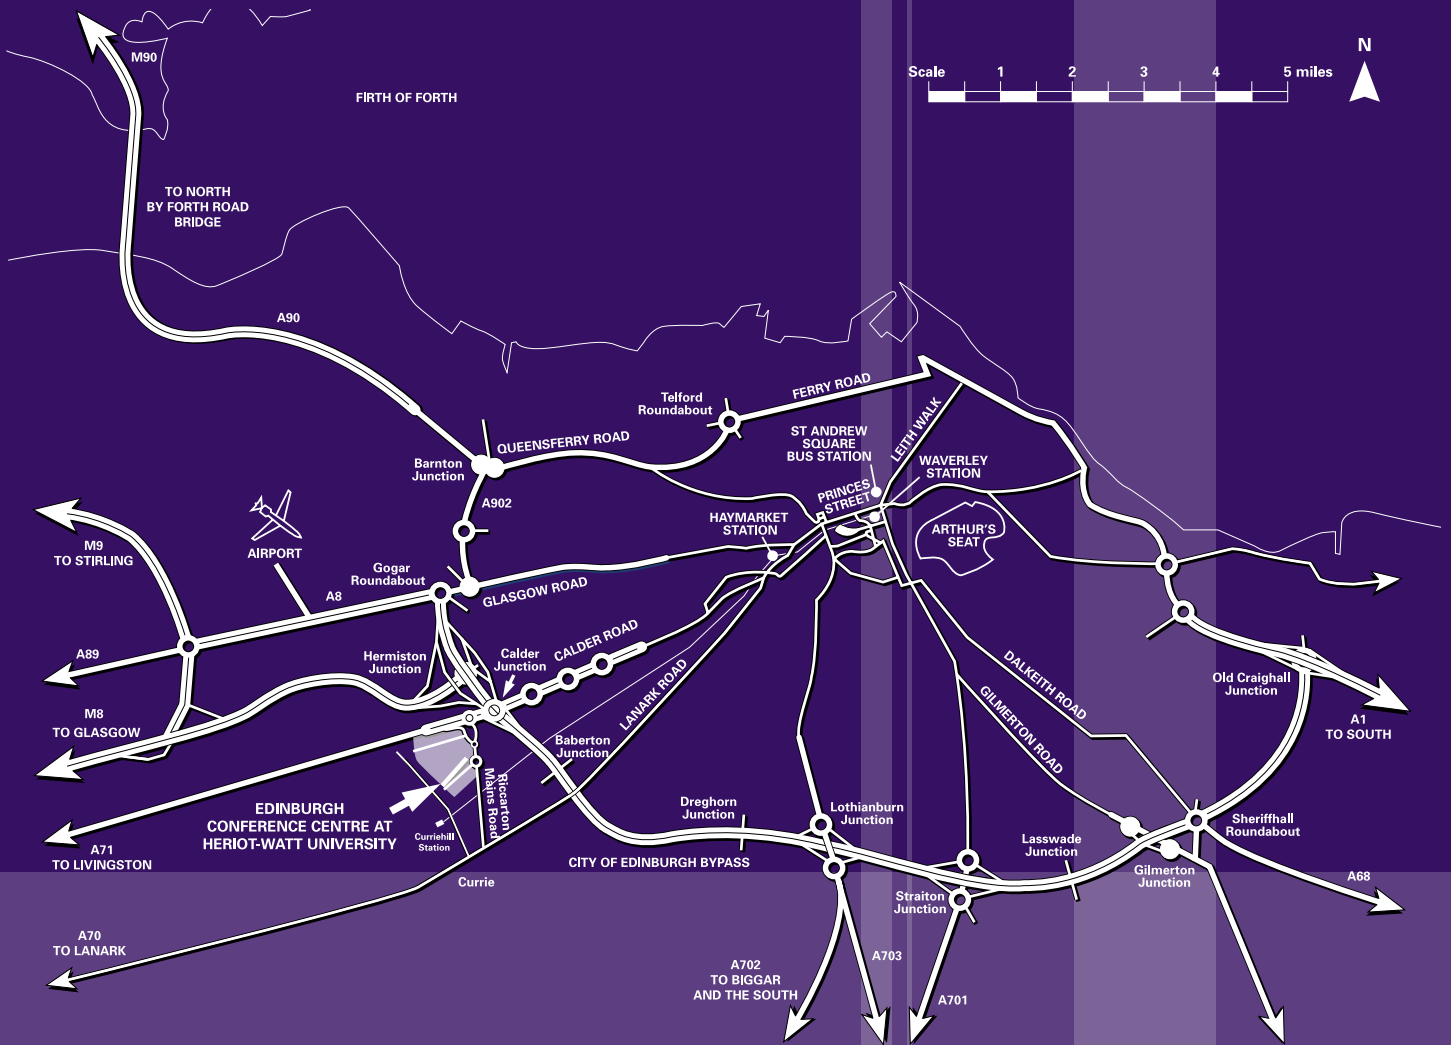 M90
FIRTH OF FORTH
Scale 1 2 3 4 5 miles
N
TO NORTH
BY FORTH ROAD
BRIDGE
A90
Telford
Roundabout
FERRY ROAD
LEITH WALK
ST ANDREW
SQUARE
BUS STATION
QUEENSFERRY ROAD
Barnton
Junction
WAVERLEY
STATION
PRINCES
STREET
A902
HAYMARKET
STATION
ARTHUR'S
SEAT
M9
TO STIRLING
AIRPORT
Gogar
Roundabout
A8
GLASGOW ROAD
A89
Hermiston
Junction
Calder
Junction
CALDER ROAD
LANARK ROAD
DALKEITH ROAD
GILMERTON ROAD
Old Craighall
Junction
M8
TO GLASGOW
A1
TO SOUTH
Baberton
Junction
Riccarton
Mains Road
EDINBURGH
CONFERENCE CENTRE AT
HERIOT-WATT UNIVERSITY
Curriehill
Station
Dreghorn
Junction
Lothianburn
Junction
Sheriffhall
Roundabout
Lasswade
Junction
A71
TO LIVINGSTON
CITY OF EDINBURGH BYPASS
Gilmerton
Junction
Currie
A68
Straiton
Junction
A70
TO LANARK
A703
A702
TO BIGGAR
AND THE SOUTH
A701